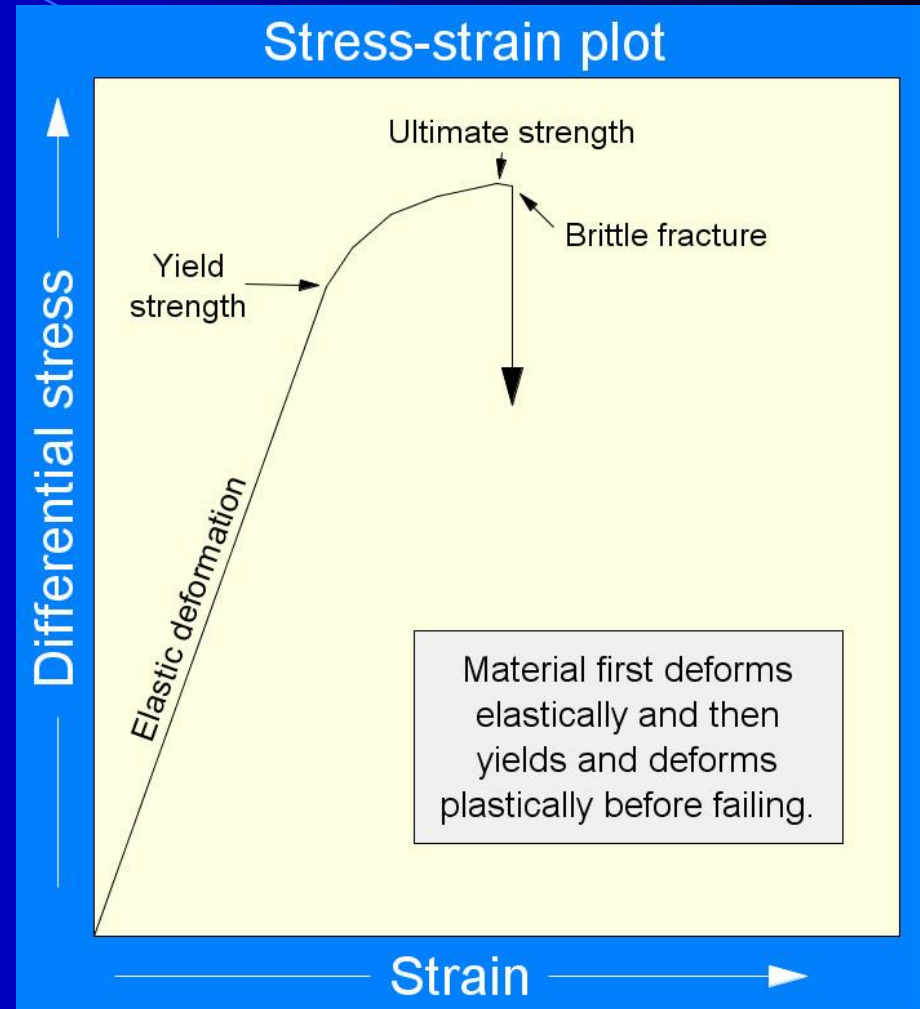 Stress-strain plot
Ultimate strength
Brittle fracture
Yield
strength
Differential stress
Elastic deformation
Material first deforms
elastically and then
yields and deforms
plastically before failing.
Strain